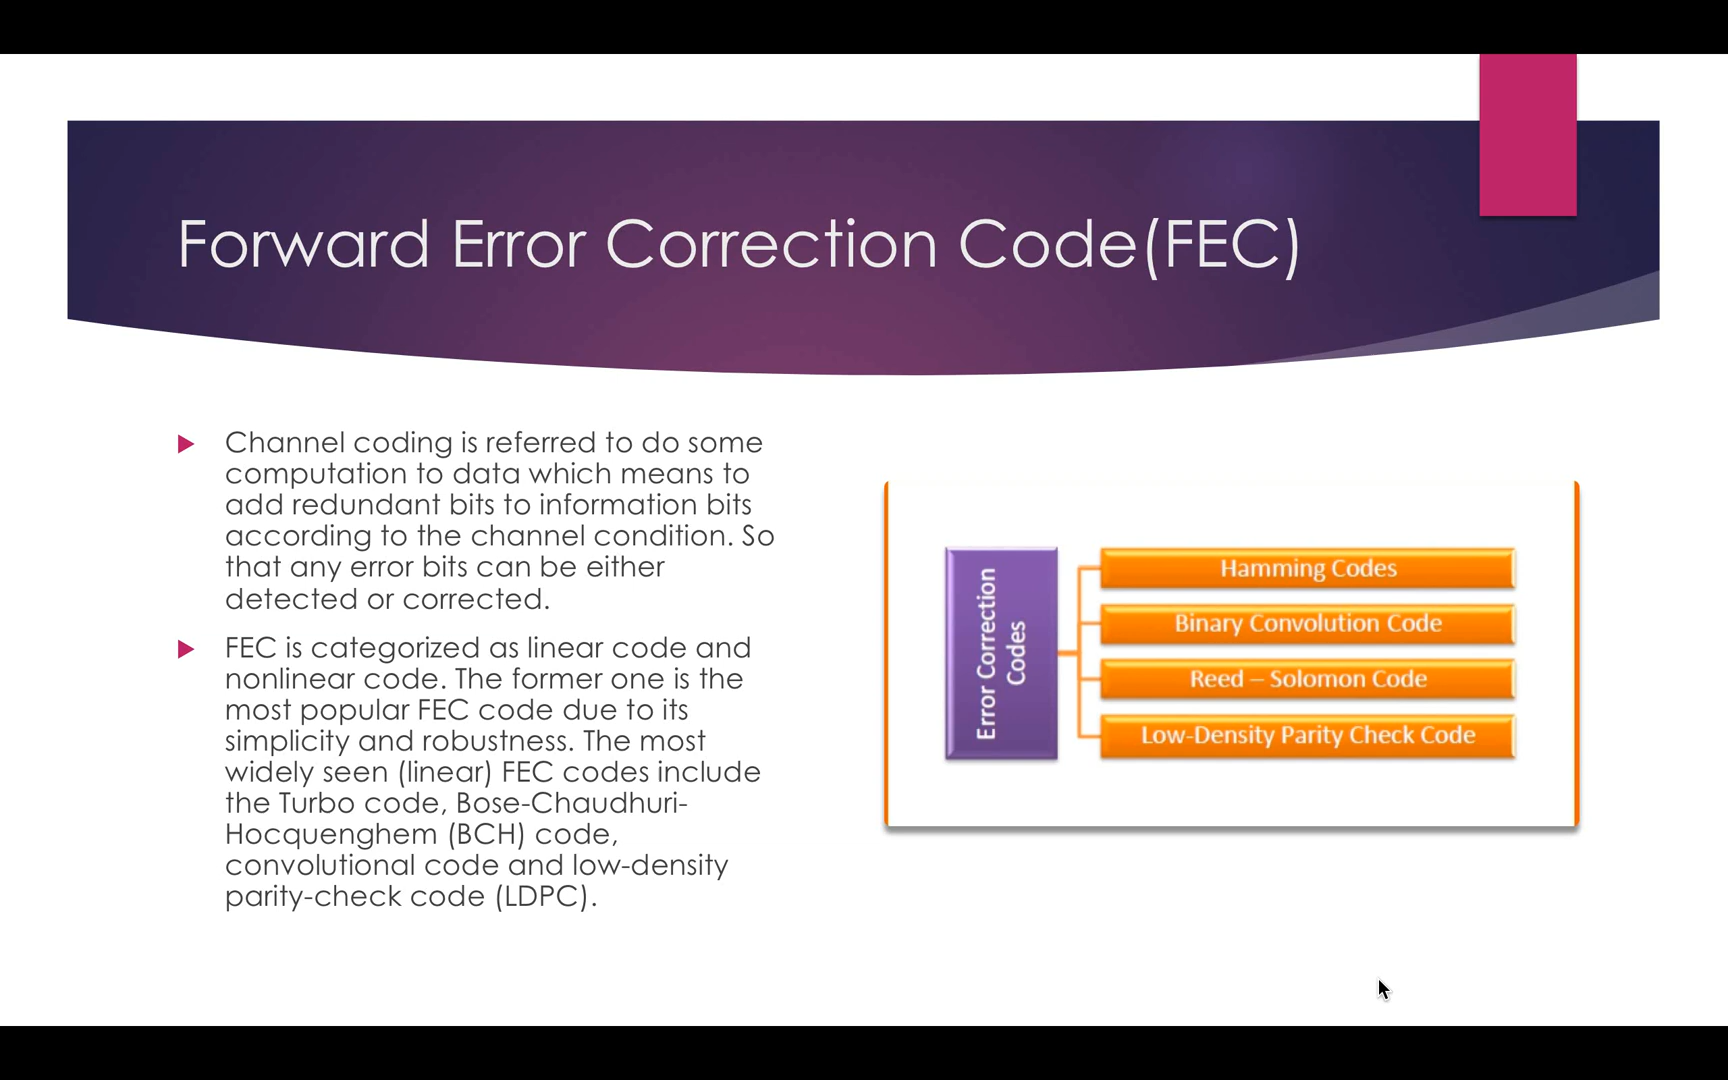 Forward Error Correction Code(FEC)
Channel coding is referred to do some
computation to data which means to
add redundant bits to information bits
according to the channel condition. So
that any error bits can be either
detected or corrected.
FEC is categorized as linear code and
nonlinear code. The former one is the
most popular FEC code due to its
simplicity and robustness. The most
widely seen (linear) FEC codes include
the Turbo code, Bose-Chaudhuri-
Hocquenghem (BCH) code,
convolutional code and low-density
parity-check code (LDPC).
Error Correction
Codes
Hamming Codes
Binary Convolution Code
Reed – Solomon Code
Low-Density Parity Check Code